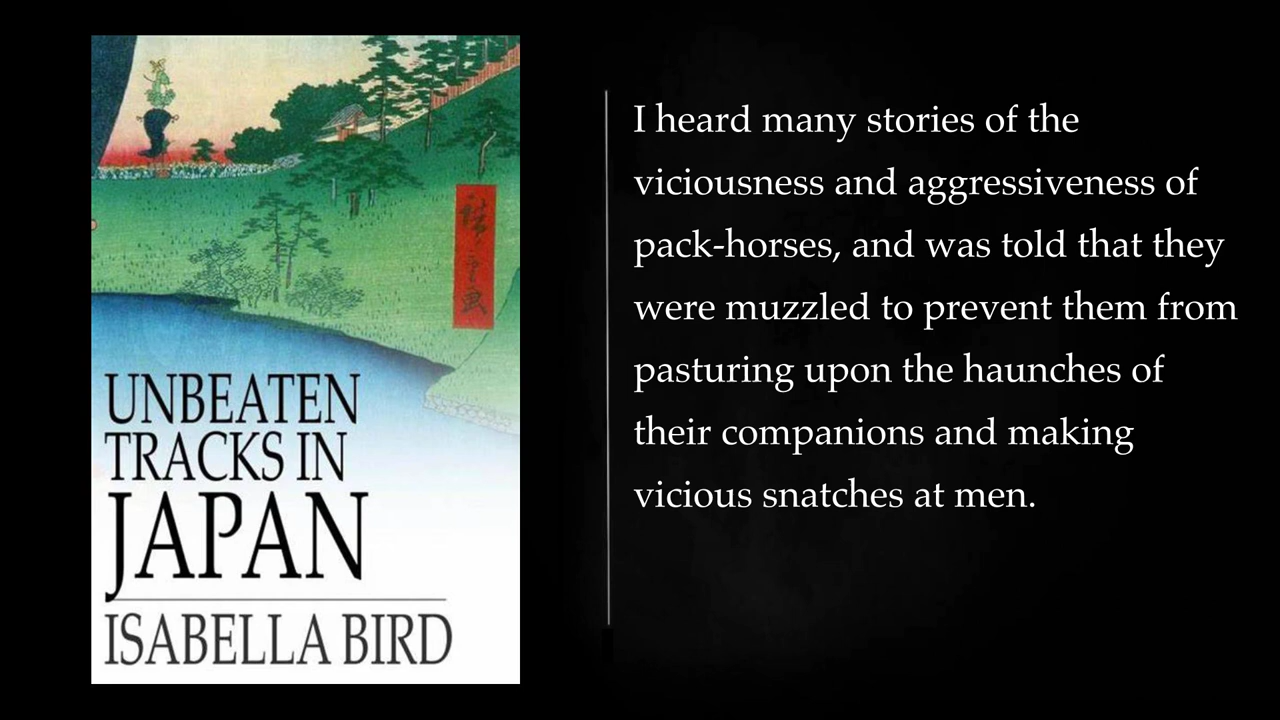 UNBEATEN
TRACKS IN
JAPAN
ISABELLA BIRD
I heard many stories of the
viciousness and aggressiveness of
pack-horses, and was told that they
were muzzled to prevent them from
pasturing upon the haunches of
their companions and making
vicious snatches at men.